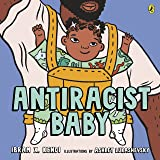 ANTIRACIST
BABY
IBRAM X. KENDI ILLUSTRATIONS BY ASHLEY LUKASHEVSKY